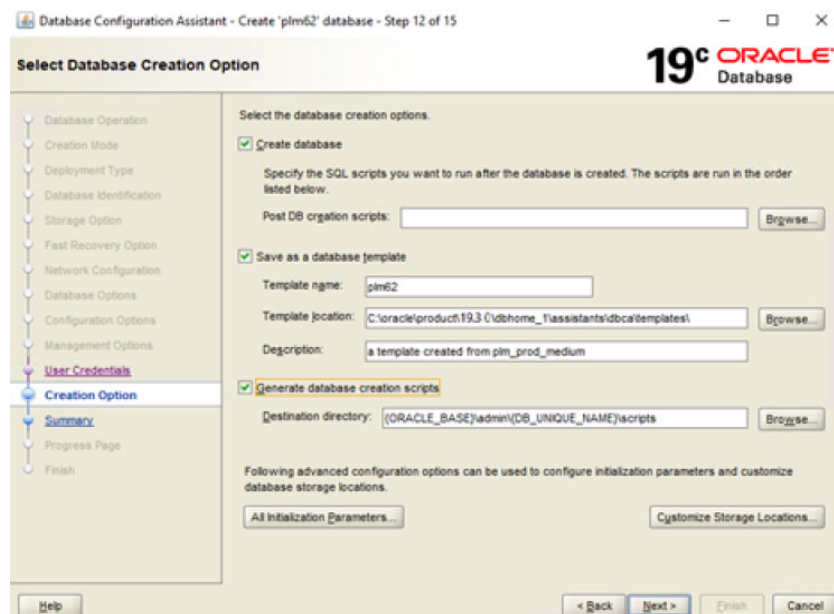 Database Configuration Assistant - Create 'plm62' database - Step 12 of 15
Select Database Creation Option
19c ORACLE
Database
Database Operation
Creation Mode
Deployment Type
Database Identification
Storage Option
Fast Recovery Option
Network Configuration
Database Options
Configuration Options
Management Options
User Credentials
Creation Option
Summary
Progress Page
Finish
Select the database creation options.
Create database
Specify the SQL scripts you want to run after the database is created. The scripts are run in the order
listed below.
Post DB creation scripts:
Browse...
Save as a database template
Template name: plm62
Template location: C:\oracle\product\19.3.0\dbhome_1\assistants\dbca\templates\
Browse...
Description: a template created from plm_prod_medium
Generate database creation scripts
Destination directory: {ORACLE_BASE}\admin\{DB_UNIQUE_NAME}\scripts
Browse...
Following advanced configuration options can be used to configure initialization parameters and customize
database storage locations.
All Initialization Parameters...
Customize Storage Locations...
Help
< Back
Next >
Finish
Cancel